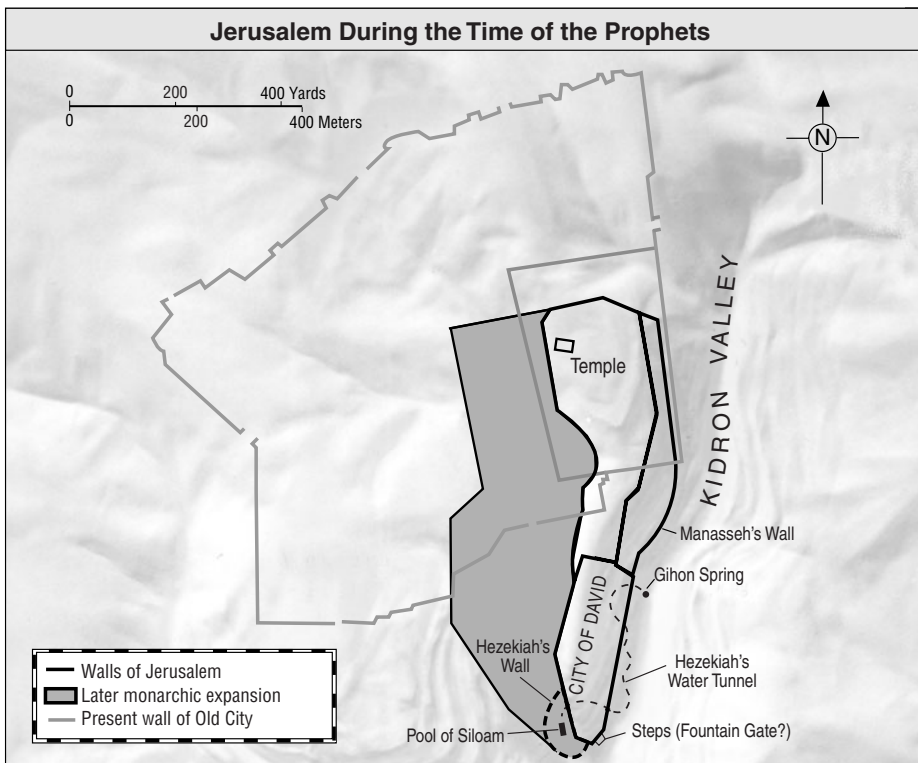 Jerusalem During the Time of the Prophets
0 200 400 Yards
0 200 400 Meters
N
KIDRON VALLEY
Temple
Manasseh's Wall
Gihon Spring
CITY OF DAVID
Hezekiah's
Wall
Hezekiah's
Water Tunnel
Pool of Siloam
Steps (Fountain Gate?)
Walls of Jerusalem
Later monarchic expansion
Present wall of Old City